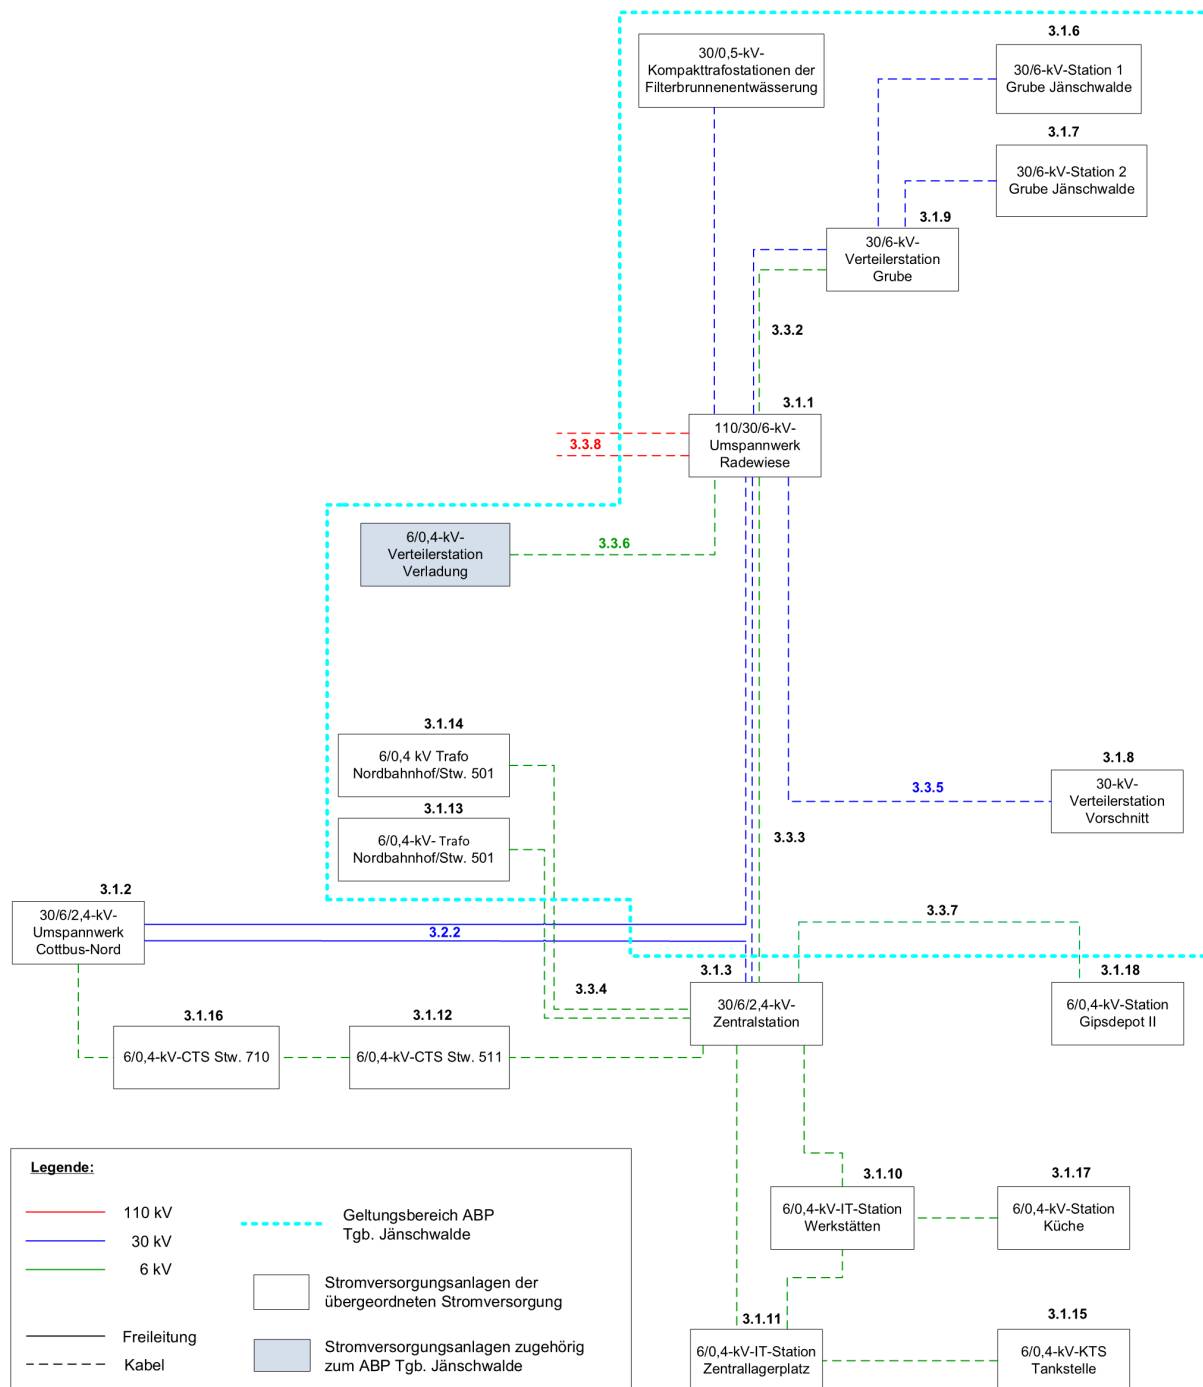 30/0,5-kV-
Kompakttrafostationen der
Filterbrunnenentwässerung
3.1.6
30/6-kV-Station 1
Grube Jänschwalde
3.1.7
30/6-kV-Station 2
Grube Jänschwalde
3.1.9
30/6-kV-
Verteilerstation
Grube
3.3.2
3.1.1
110/30/6-kV-
Umspannwerk
Radewiese
3.3.8
6/0,4-kV-
Verteilerstation
Verladung
3.3.6
3.1.14
6/0,4 kV Trafo
Nordbahnhof/Stw. 501
3.1.13
6/0,4-kV- Trafo
Nordbahnhof/Stw. 501
3.1.8
30-kV-
Verteilerstation
Vorschnitt
3.3.5
3.3.3
3.1.2
30/6/2,4-kV-
Umspannwerk
Cottbus-Nord
3.2.2
3.3.7
3.1.3
30/6/2,4-kV-
Zentralstation
3.3.4
3.1.18
6/0,4-kV-Station
Gipsdepot II
3.1.16
6/0,4-kV-CTS Stw. 710
3.1.12
6/0,4-kV-CTS Stw. 511
3.1.10
6/0,4-kV-IT-Station
Werkstätten
3.1.17
6/0,4-kV-Station
Küche
3.1.11
6/0,4-kV-IT-Station
Zentrallagerplatz
3.1.15
6/0,4-kV-KTS
Tankstelle
Legende:
110 kV
30 kV
6 kV
Freileitung
Kabel
Geltungsbereich ABP
Tgb. Jänschwalde
Stromversorgungsanlagen der
übergeordneten Stromversorgung
Stromversorgungsanlagen zugehörig
zum ABP Tgb. Jänschwalde